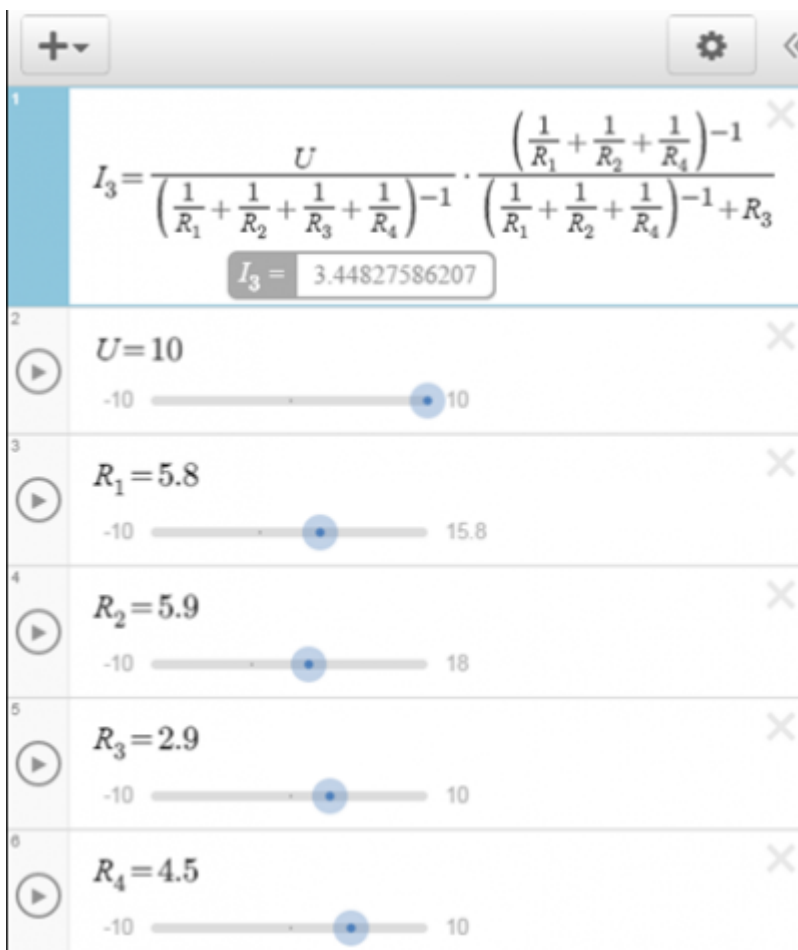 1
I₃ = U / (1/R₁ + 1/R₂ + 1/R₃ + 1/R₄)⁻¹ · (1/R₁ + 1/R₂ + 1/R₄)⁻¹ / ((1/R₁ + 1/R₂ + 1/R₄)⁻¹ + R₃)
I₃ = 3.44827586207
2
U=10
-10 10
3
R₁=5.8
-10 15.8
4
R₂=5.9
-10 18
5
R₃=2.9
-10 10
6
R₄=4.5
-10 10